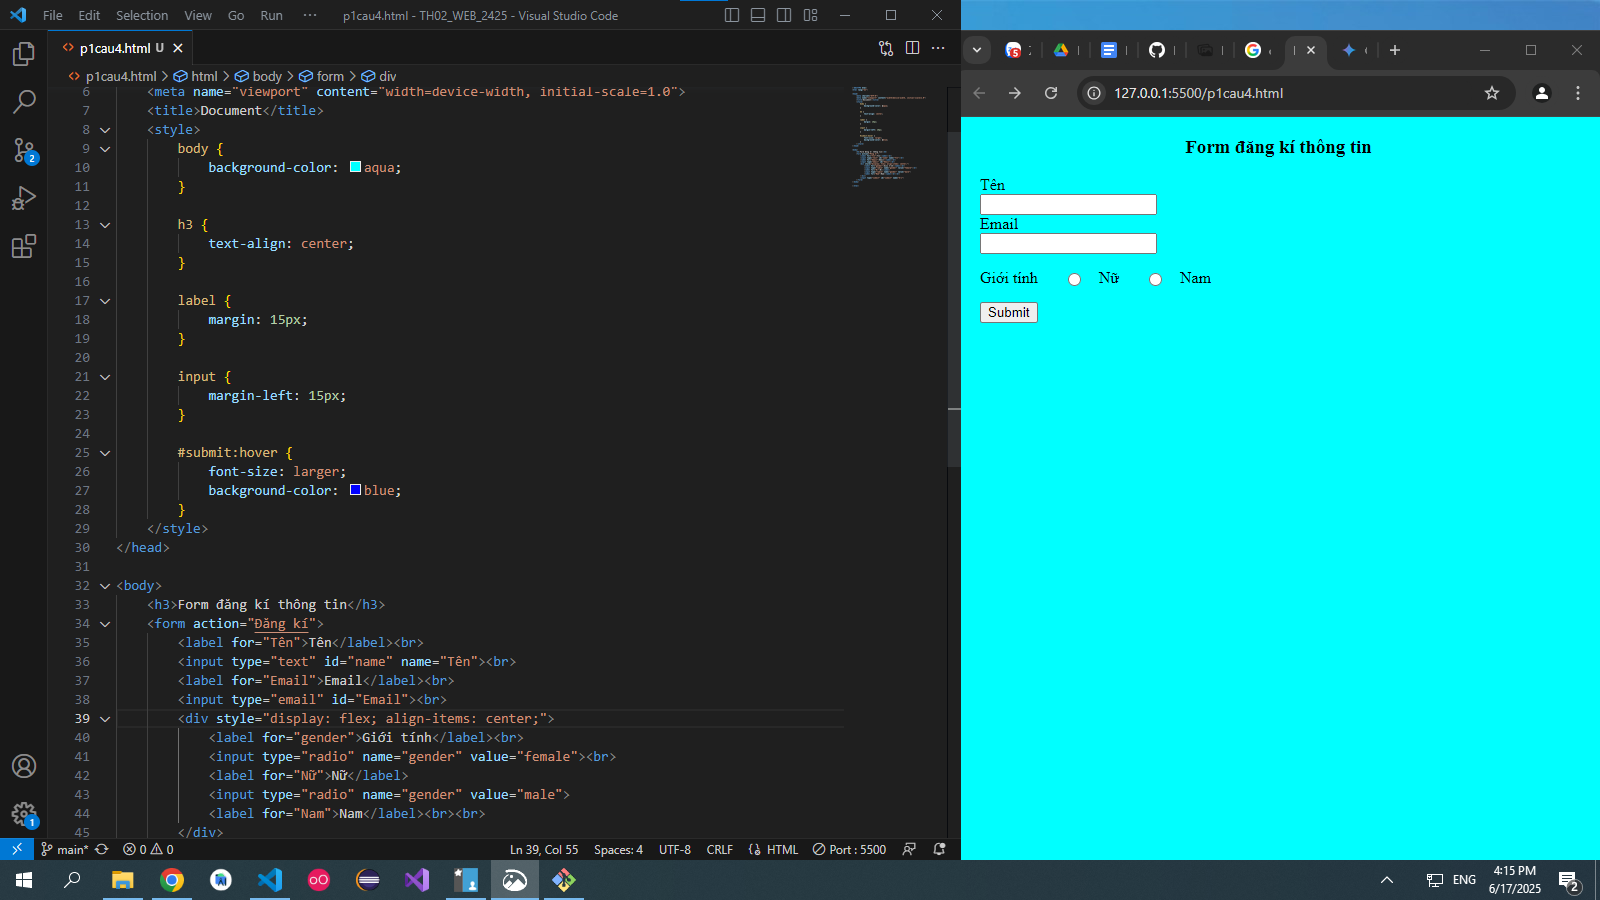 File Edit Selection View Go Run ··· p1cau4.html - TH02_WEB_2425 - Visual Studio Code
p1cau4.html U
p1cau4.html > html > body > form > div
6 <meta name="viewport" content="width=device-width, initial-scale=1.0">
7 <title>Document</title>
8 <style>
9 body {
10 background-color: aqua;
11 }
12
13 h3 {
14 text-align: center;
15 }
16
17 label {
18 margin: 15px;
19 }
20
21 input {
22 margin-left: 15px;
23 }
24
25 #submit:hover {
26 font-size: larger;
27 background-color: blue;
28 }
29 </style>
30 </head>
31
32 <body>
33 <h3>Form đăng kí thông tin</h3>
34 <form action="Đăng kí">
35 <label for="Tên">Tên</label><br>
36 <input type="text" id="name" name="Tên"><br>
37 <label for="Email">Email</label><br>
38 <input type="email" id="Email"><br>
39 <div style="display: flex; align-items: center;">
40 <label for="gender">Giới tính</label><br>
41 <input type="radio" name="gender" value="female"><br>
42 <label for="Nữ">Nữ</label>
43 <input type="radio" name="gender" value="male">
44 <label for="Nam">Nam</label><br><br>
45 </div>
2
1
main* 0 0 Ln 39, Col 55 Spaces: 4 UTF-8 CRLF HTML Port : 5500
5
127.0.0.1:5500/p1cau4.html
Form đăng kí thông tin
Tên
Email
Giới tính Nữ Nam
Submit
ENG
4:15 PM
6/17/2025
2